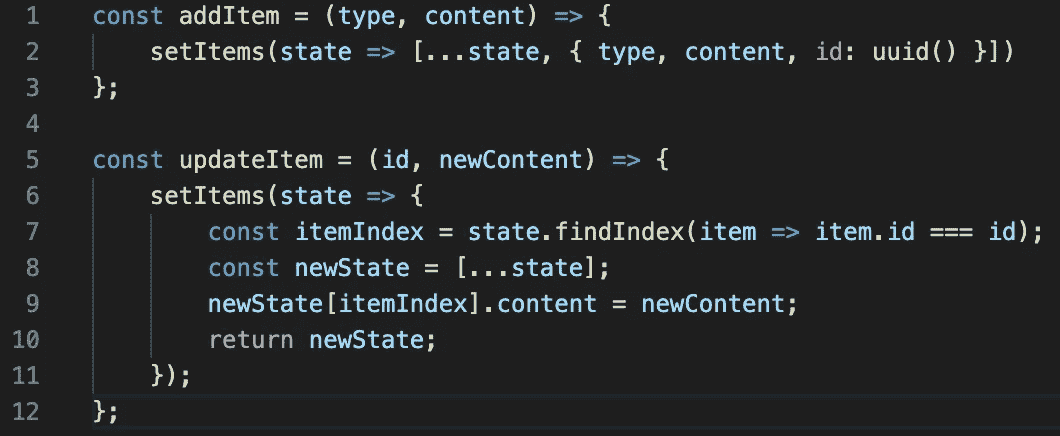 1 const addItem = (type, content) => {
2 setItems(state => [...state, { type, content, id: uuid() }])
3 };
4
5 const updateItem = (id, newContent) => {
6 setItems(state => {
7 const itemIndex = state.findIndex(item => item.id === id);
8 const newState = [...state];
9 newState[itemIndex].content = newContent;
10 return newState;
11 });
12 };